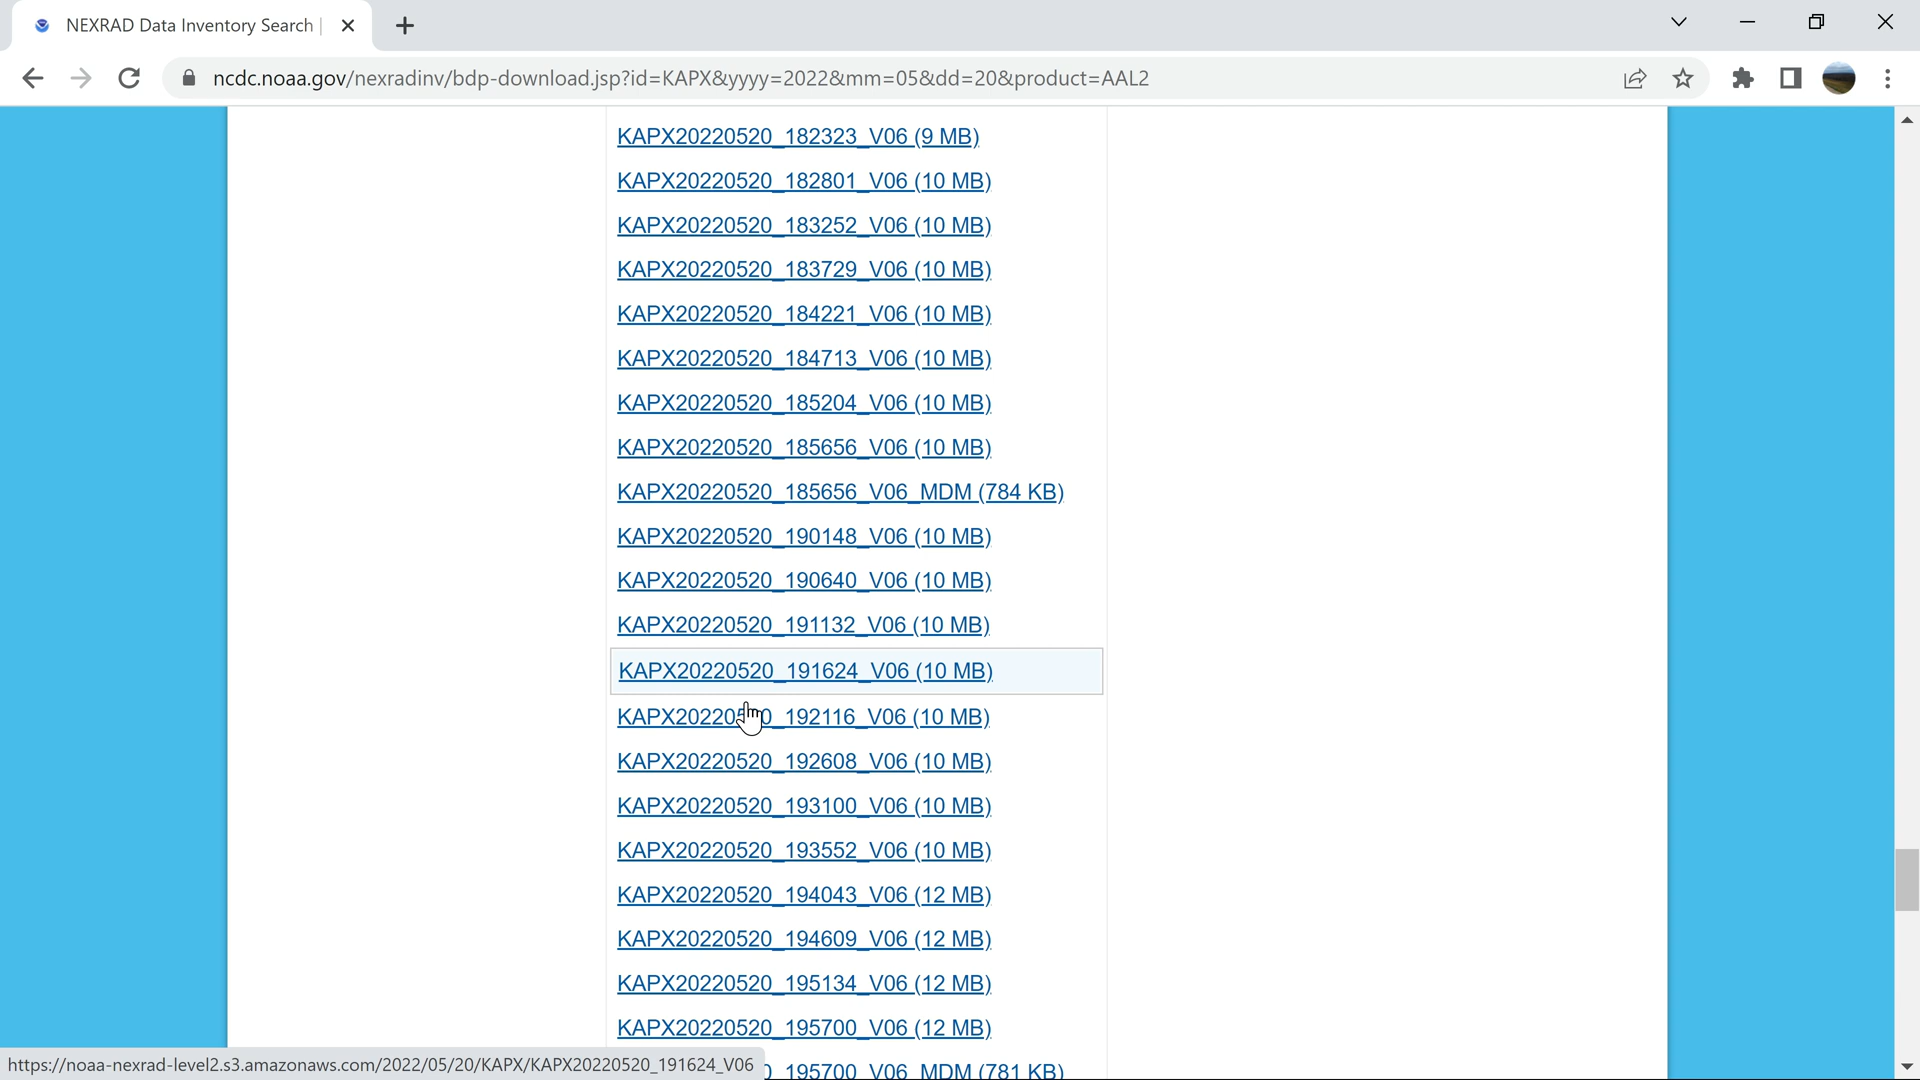 NEXRAD Data Inventory Search |
ncdc.noaa.gov/nexradinv/bdp-download.jsp?id=KAPX&yyyy=2022&mm=05&dd=20&product=AAL2
KAPX20220520_182323_V06 (9 MB)
KAPX20220520_182801_V06 (10 MB)
KAPX20220520_183252_V06 (10 MB)
KAPX20220520_183729_V06 (10 MB)
KAPX20220520_184221_V06 (10 MB)
KAPX20220520_184713_V06 (10 MB)
KAPX20220520_185204_V06 (10 MB)
KAPX20220520_185656_V06 (10 MB)
KAPX20220520_185656_V06_MDM (784 KB)
KAPX20220520_190148_V06 (10 MB)
KAPX20220520_190640_V06 (10 MB)
KAPX20220520_191132_V06 (10 MB)
KAPX20220520_191624_V06 (10 MB)
KAPX20220520_192116_V06 (10 MB)
KAPX20220520_192608_V06 (10 MB)
KAPX20220520_193100_V06 (10 MB)
KAPX20220520_193552_V06 (10 MB)
KAPX20220520_194043_V06 (12 MB)
KAPX20220520_194609_V06 (12 MB)
KAPX20220520_195134_V06 (12 MB)
KAPX20220520_195700_V06 (12 MB)
0_195700_V06_MDM (781 KB)
https://noaa-nexrad-level2.s3.amazonaws.com/2022/05/20/KAPX/KAPX20220520_191624_V06